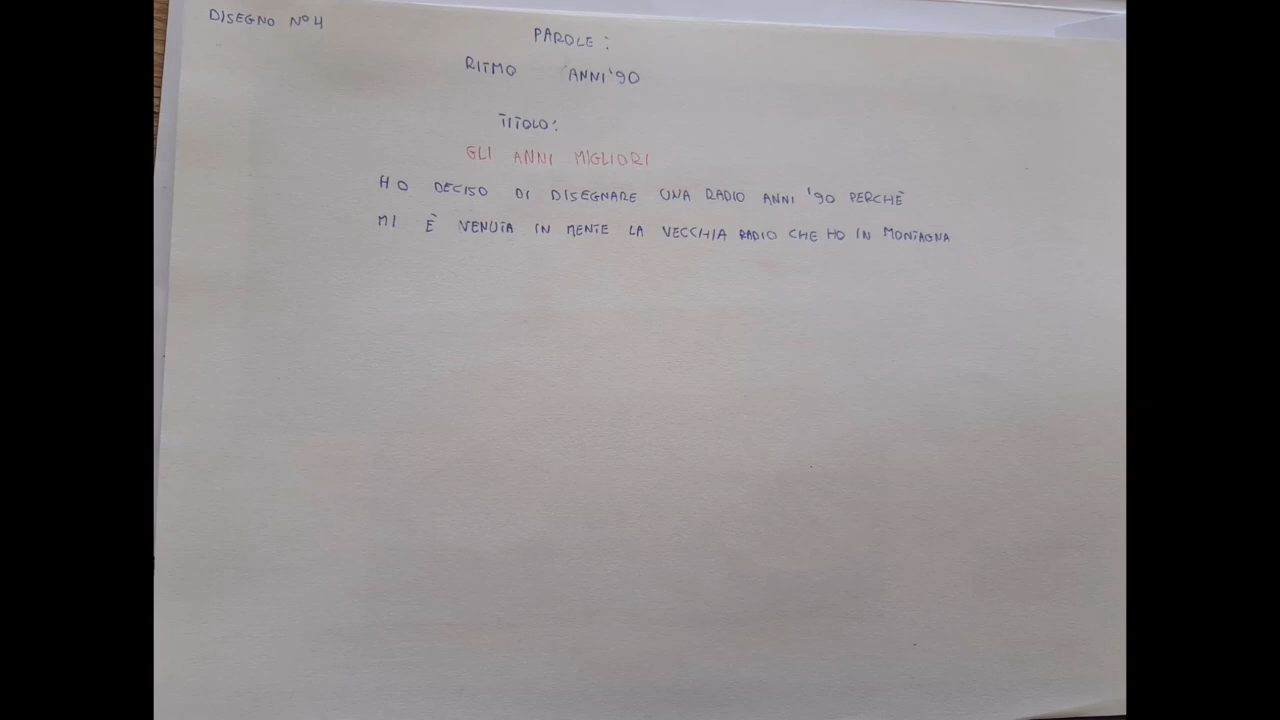 DISEGNO N°4
PAROLE:
RITMO ANNI '90
TITOLO:
GLI ANNI MIGLIORI
HO DECISO DI DISEGNARE UNA RADIO ANNI '90 PERCHÈ
MI È VENUTA IN MENTE LA VECCHIA RADIO CHE HO IN MONTAGNA